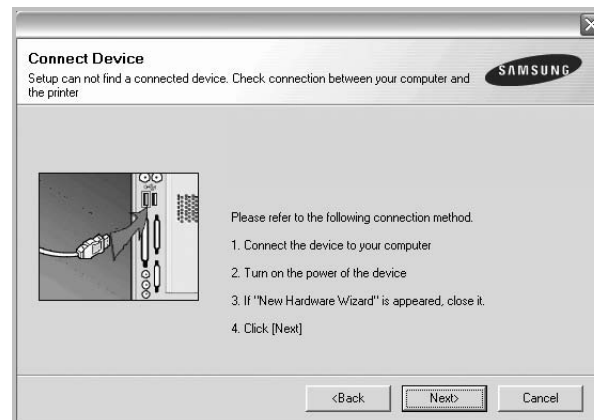 Connect Device
Setup can not find a connected device. Check connection between your computer and
the printer
SAMSUNG
Please refer to the following connection method.
1. Connect the device to your computer
2. Turn on the power of the device
3. If "New Hardware Wizard" is appeared, close it.
4. Click [Next]
<Back
Next>
Cancel